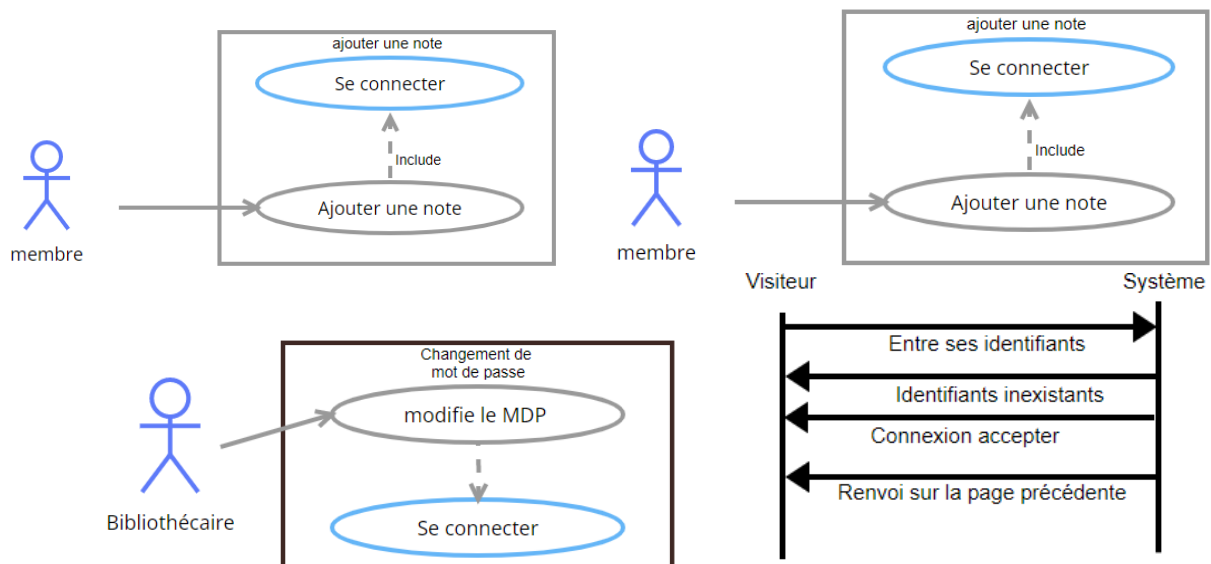 ajouter une note
Se connecter
Include
Ajouter une note
membre
ajouter une note
Se connecter
Include
Ajouter une note
membre
Changement de
mot de passe
modifie le MDP
Se connecter
Bibliothécaire
Visiteur
Système
Entre ses identifiants
Identifiants inexistants
Connexion accepter
Renvoi sur la page précédente